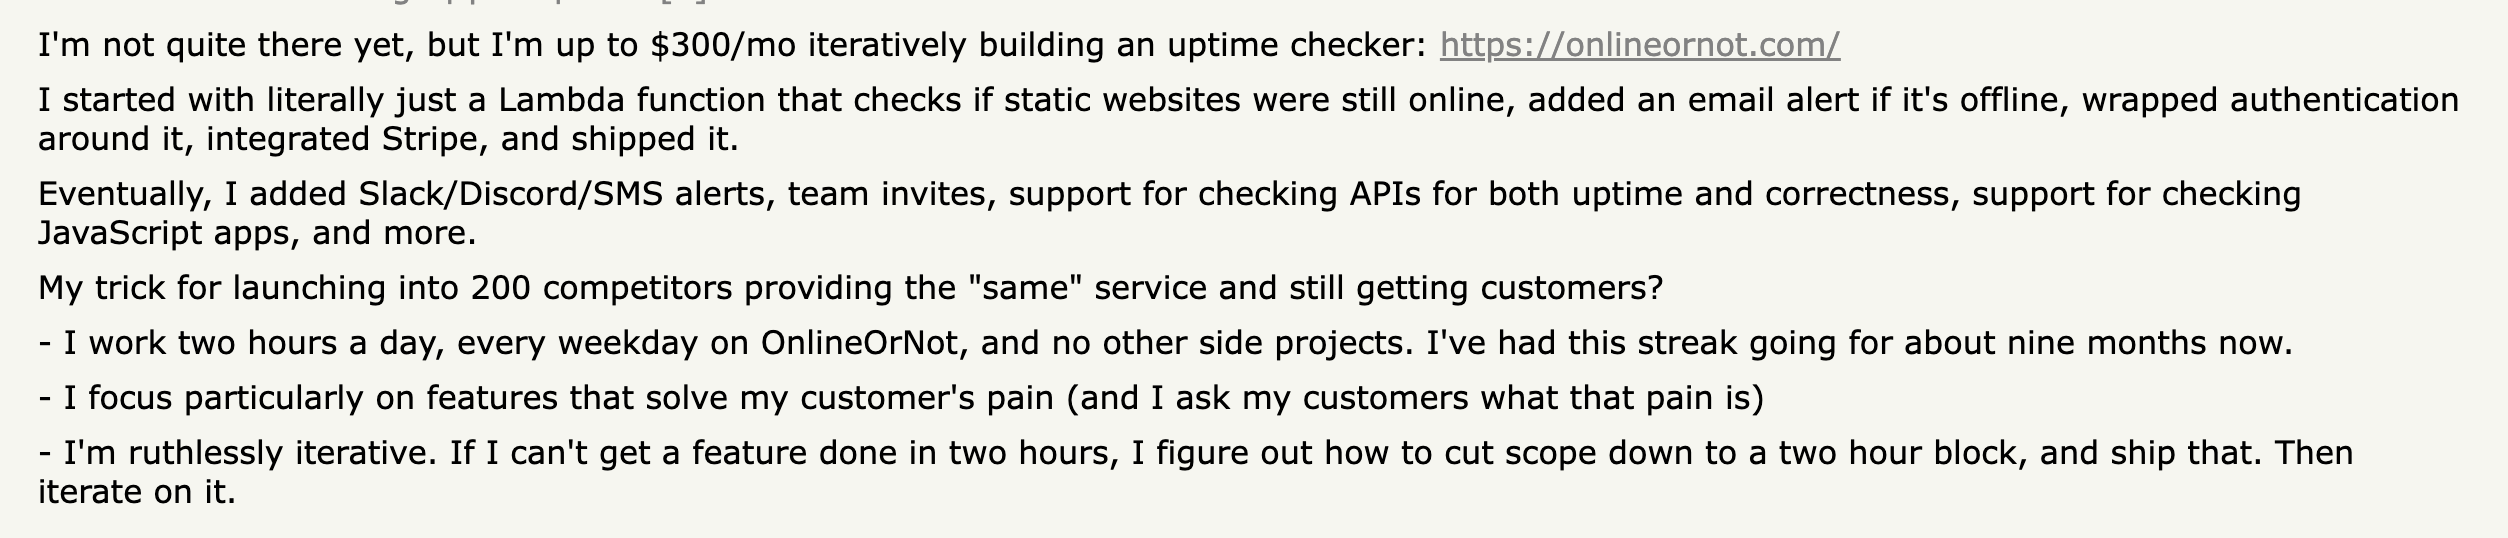 I'm not quite there yet, but I'm up to $300/mo iteratively building an uptime checker: https://onlineornot.com/
I started with literally just a Lambda function that checks if static websites were still online, added an email alert if it's offline, wrapped authentication
around it, integrated Stripe, and shipped it.
Eventually, I added Slack/Discord/SMS alerts, team invites, support for checking APIs for both uptime and correctness, support for checking
JavaScript apps, and more.
My trick for launching into 200 competitors providing the "same" service and still getting customers?
- I work two hours a day, every weekday on OnlineOrNot, and no other side projects. I've had this streak going for about nine months now.
- I focus particularly on features that solve my customer's pain (and I ask my customers what that pain is)
- I'm ruthlessly iterative. If I can't get a feature done in two hours, I figure out how to cut scope down to a two hour block, and ship that. Then
iterate on it.